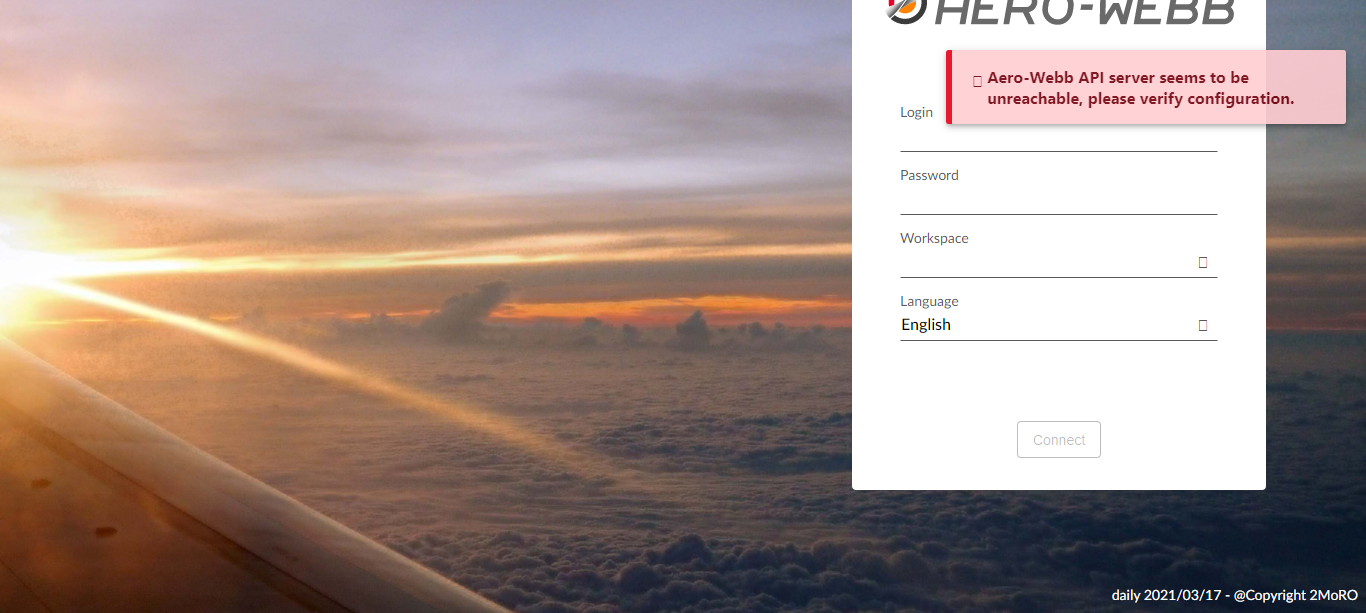 AERO-WEBB
Aero-Webb API server seems to be
unreachable, please verify configuration.
Login
Password
Workspace
Language
English
Connect
daily 2021/03/17 - @Copyright 2MoRO